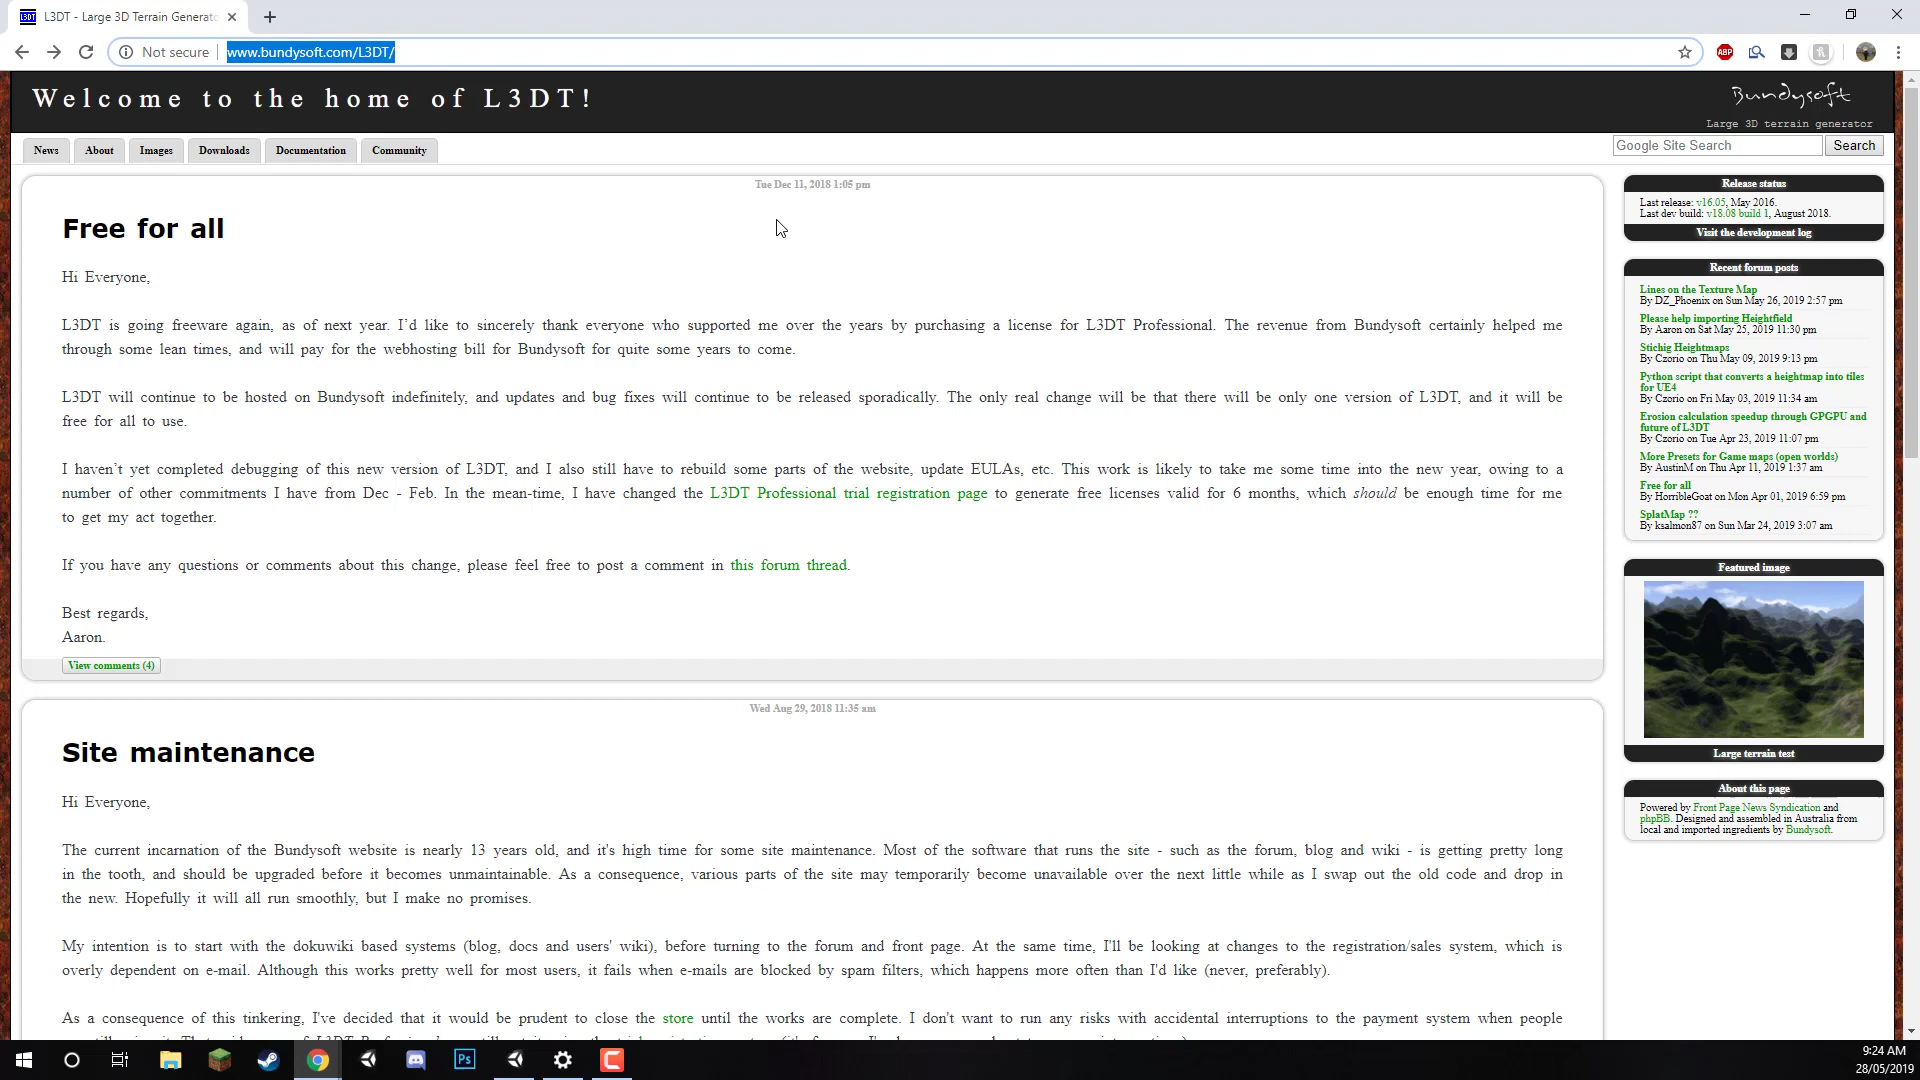 L3DT - Large 3D Terrain Generato
Not secure
www.bundysoft.com/L3DT/
ABP
Welcome to the home of L3DT!
Bundysoft
Large 3D terrain generator
News About Images Downloads Documentation Community
Google Site Search Search
Tue Dec 11, 2018 1:05 pm
Free for all
Hi Everyone,
L3DT is going freeware again, as of next year. I'd like to sincerely thank everyone who supported me over the years by purchasing a license for L3DT Professional. The revenue from Bundysoft certainly helped me
through some lean times, and will pay for the webhosting bill for Bundysoft for quite some years to come.
L3DT will continue to be hosted on Bundysoft indefinitely, and updates and bug fixes will continue to be released sporadically. The only real change will be that there will be only one version of L3DT, and it will be
free for all to use.
I haven't yet completed debugging of this new version of L3DT, and I also still have to rebuild some parts of the website, update EULAs, etc. This work is likely to take me some time into the new year, owing to a
number of other commitments I have from Dec - Feb. In the mean-time, I have changed the L3DT Professional trial registration page to generate free licenses valid for 6 months, which should be enough time for me
to get my act together.
If you have any questions or comments about this change, please feel free to post a comment in this forum thread.
Best regards,
Aaron.
View comments (4)
Wed Aug 29, 2018 11:35 am
Site maintenance
Hi Everyone,
The current incarnation of the Bundysoft website is nearly 13 years old, and it's high time for some site maintenance. Most of the software that runs the site - such as the forum, blog and wiki - is getting pretty long
in the tooth, and should be upgraded before it becomes unmaintainable. As a consequence, various parts of the site may temporarily become unavailable over the next little while as I swap out the old code and drop in
the new. Hopefully it will all run smoothly, but I make no promises.
My intention is to start with the dokuwiki based systems (blog, docs and users' wiki), before turning to the forum and front page. At the same time, I'll be looking at changes to the registration/sales system, which is
overly dependent on e-mail. Although this works pretty well for most users, it fails when e-mails are blocked by spam filters, which happens more often than I'd like (never, preferably).
As a consequence of this tinkering, I've decided that it would be prudent to close the store until the works are complete. I don't want to run any risks with accidental interruptions to the payment system when people
Release status
Last release: v16.05, May 2016.
Last dev build: v18.08 build 1, August 2018.
Visit the development log
Recent forum posts
Lines on the Texture Map
By DZ_Phoenix on Sun May 26, 2019 2:57 pm
Please help importing Heightfield
By Aaron on Sat May 25, 2019 11:30 pm
Stichig Heightmaps
By Czorio on Thu May 09, 2019 9:13 pm
Python script that converts a heightmap into tiles
for UE4
By Czorio on Fri May 03, 2019 11:34 am
Erosion calculation speedup through GPGPU and
future of L3DT
By Czorio on Tue Apr 23, 2019 11:07 pm
More Presets for Game maps (open worlds)
By AustinM on Thu Apr 11, 2019 1:37 am
Free for all
By HorribleGoat on Mon Apr 01, 2019 6:59 pm
SplatMap ??
By ksalmon87 on Sun Mar 24, 2019 3:07 am
Featured image
Large terrain test
About this page
Powered by Front Page News Syndication and
phpBB. Designed and assembled in Australia from
local and imported ingredients by Bundysoft.
Ps
9:24 AM
28/05/2019